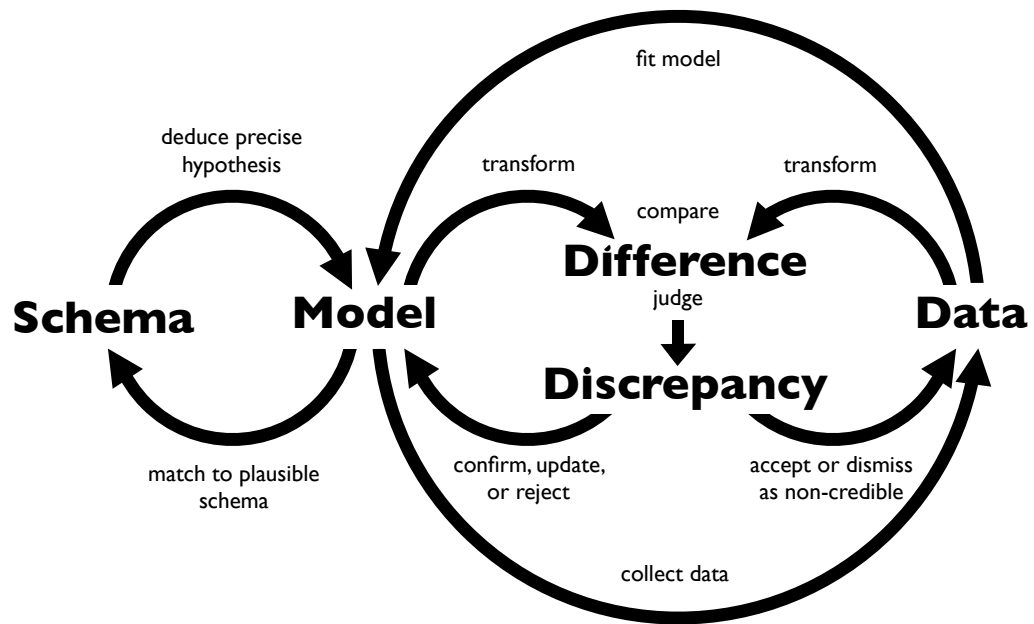 fit model
deduce precise
hypothesis
transform
transform
compare
Difference
judge
Schema
Model
Data
Discrepancy
match to plausible
schema
confirm, update,
or reject
accept or dismiss
as non-credible
collect data